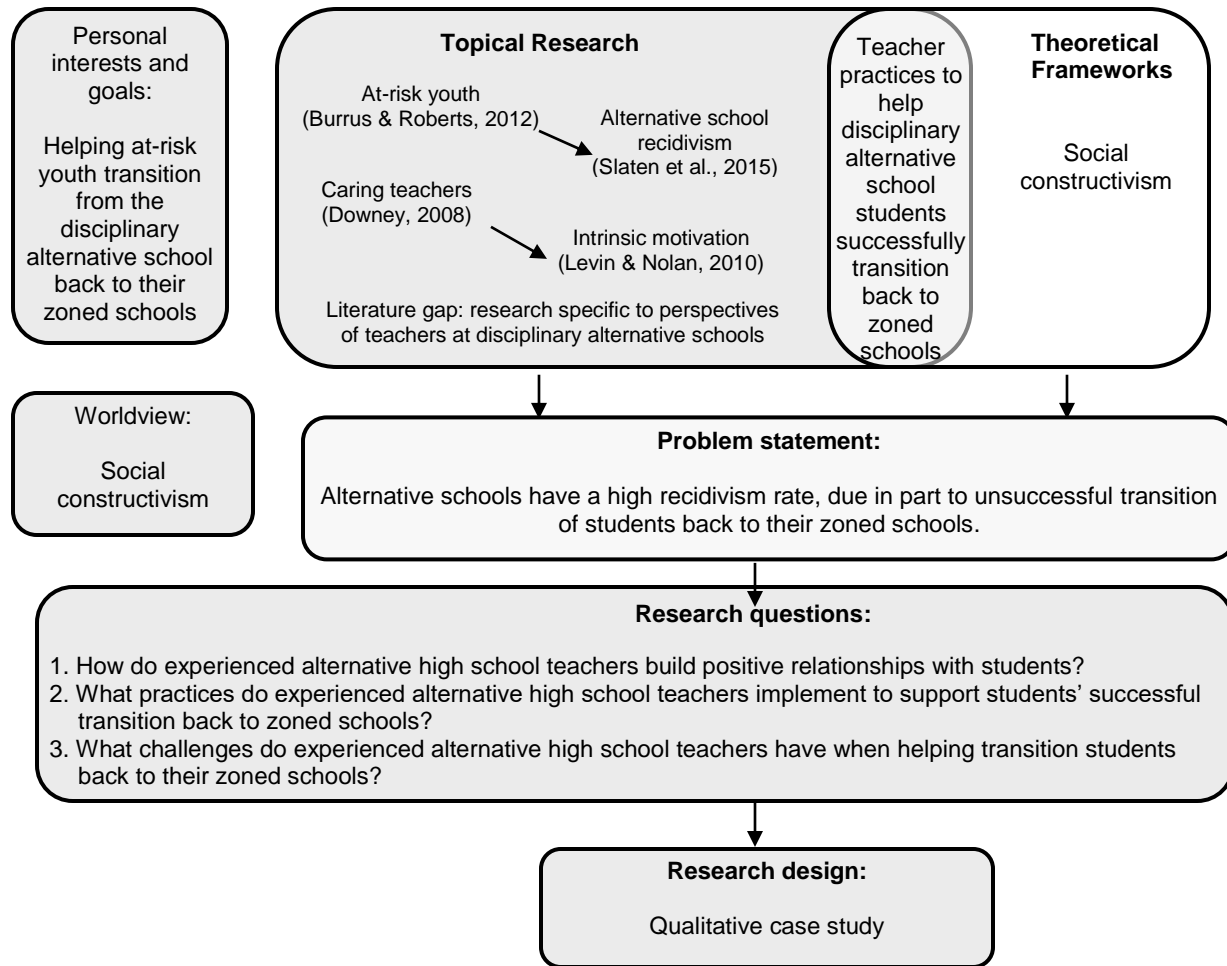 Personal
interests and
goals:
Helping at-risk
youth transition
from the
disciplinary
alternative school
back to their
zoned schools
Topical Research
At-risk youth
(Burrus & Roberts, 2012)
Alternative school
recidivism
(Slaten et al., 2015)
Caring teachers
(Downey, 2008)
Intrinsic motivation
(Levin & Nolan, 2010)
Literature gap: research specific to perspectives
of teachers at disciplinary alternative schools
Teacher
practices to
help
disciplinary
alternative
school
students
successfully
transition
back to
zoned
schools
Theoretical
Frameworks
Social
constructivism
Worldview:
Social
constructivism
Problem statement:
Alternative schools have a high recidivism rate, due in part to unsuccessful transition
of students back to their zoned schools.
Research questions:
1. How do experienced alternative high school teachers build positive relationships with students?
2. What practices do experienced alternative high school teachers implement to support students’ successful
transition back to zoned schools?
3. What challenges do experienced alternative high school teachers have when helping transition students
back to their zoned schools?
Research design:
Qualitative case study